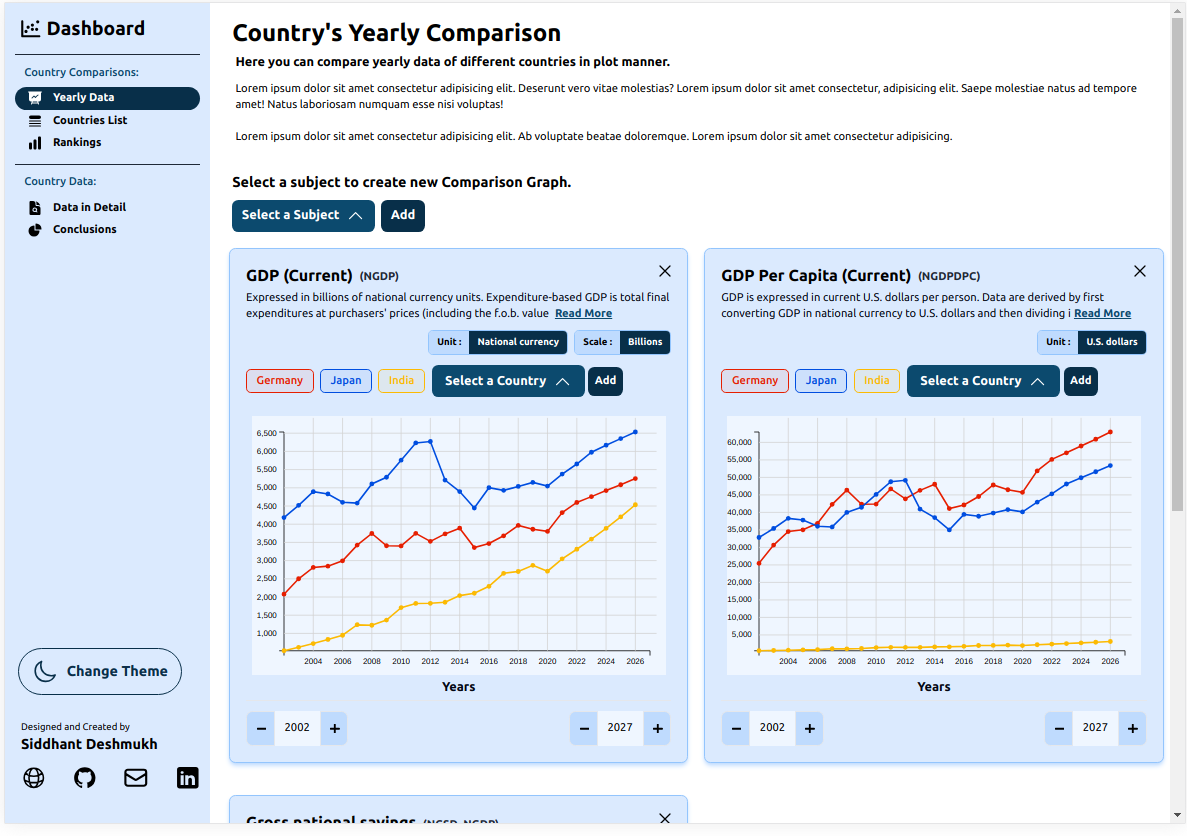 Dashboard
Country Comparisons:
Yearly Data
Countries List
Rankings
Country Data:
Data in Detail
Conclusions
Change Theme
Designed and Created by
Siddhant Deshmukh
Country's Yearly Comparison
Here you can compare yearly data of different countries in plot manner.
Lorem ipsum dolor sit amet consectetur adipisicing elit. Deserunt vero vitae molestias? Lorem ipsum dolor sit amet consectetur, adipisicing elit. Saepe molestiae natus ad tempore
amet! Natus laboriosam numquam esse nisi voluptas!
Lorem ipsum dolor sit amet consectetur adipisicing elit. Ab voluptate beatae doloremque. Lorem ipsum dolor sit amet consectetur adipisicing.
Select a subject to create new Comparison Graph.
Select a Subject Add
GDP (Current) (NGDP)
Expressed in billions of national currency units. Expenditure-based GDP is total final
expenditures at purchasers' prices (including the f.o.b. value Read More
Unit : National currency Scale : Billions
Germany Japan India Select a Country Add
6,500
6,000
5,500
5,000
4,500
4,000
3,500
3,000
2,500
2,000
1,500
1,000
2004 2006 2008 2010 2012 2014 2016 2018 2020 2022 2024 2026
Years
− 2002 + − 2027 +
GDP Per Capita (Current) (NGDPDPC)
GDP is expressed in current U.S. dollars per person. Data are derived by first
converting GDP in national currency to U.S. dollars and then dividing i Read More
Unit : U.S. dollars
Germany Japan India Select a Country Add
60,000
55,000
50,000
45,000
40,000
35,000
30,000
25,000
20,000
15,000
10,000
5,000
2004 2006 2008 2010 2012 2014 2016 2018 2020 2022 2024 2026
Years
− 2002 + − 2027 +
Gross national savings (NGSD_NGDP)